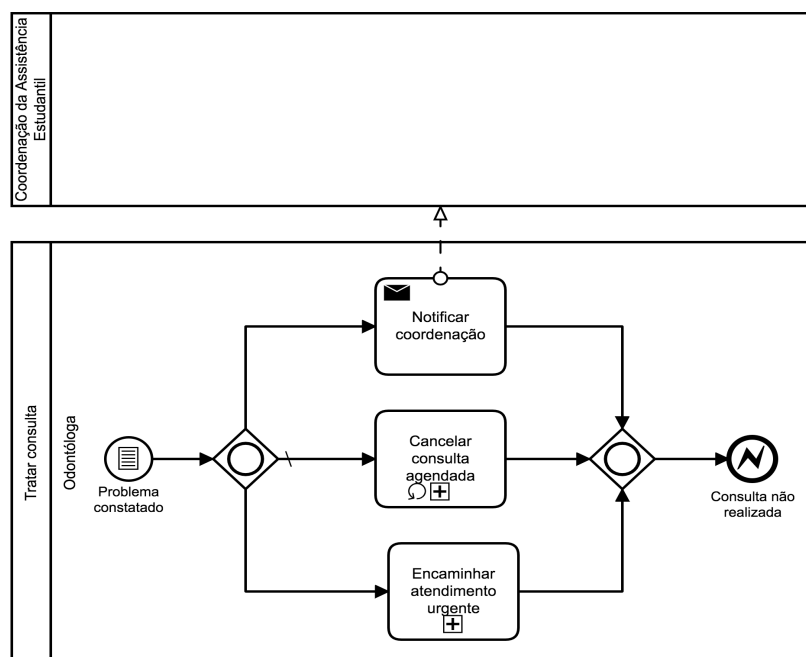 Coordenação da Assistência
Estudantil
Tratar consulta
Odontóloga
Problema
constatado
Notificar
coordenação
Cancelar
consulta
agendada
Encaminhar
atendimento
urgente
Consulta não
realizada